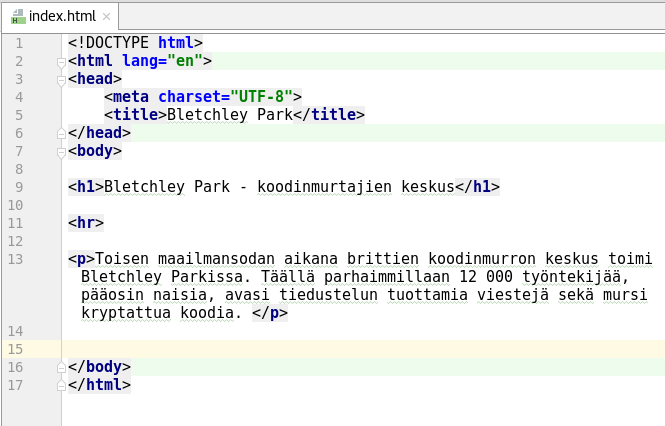 index.html
1 <!DOCTYPE html>
2 <html lang="en">
3 <head>
4     <meta charset="UTF-8">
5     <title>Bletchley Park</title>
6 </head>
7 <body>
8
9 <h1>Bletchley Park - koodinmurtajien keskus</h1>
10
11 <hr>
12
13 <p>Toisen maailmansodan aikana brittien koodinmurron keskus toimi
Bletchley Parkissa. Täällä parhaimmillaan 12 000 työntekijää,
pääosin naisia, avasi tiedustelun tuottamia viestejä sekä mursi
kryptattua koodia. </p>
14
15
16 </body>
17 </html>